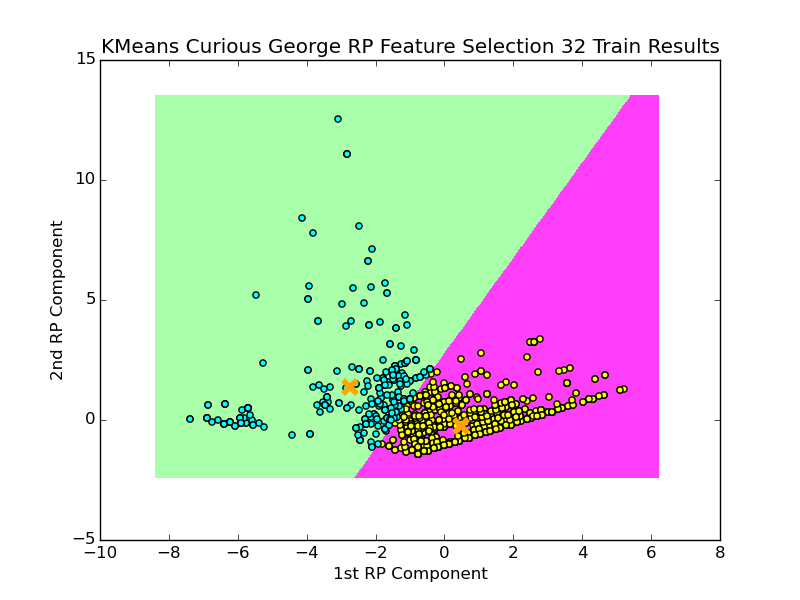 KMeans Curious George RP Feature Selection 32 Train Results
15
10
5
0
−5
2nd RP Component
−10 −8 −6 −4 −2 0 2 4 6 8
1st RP Component